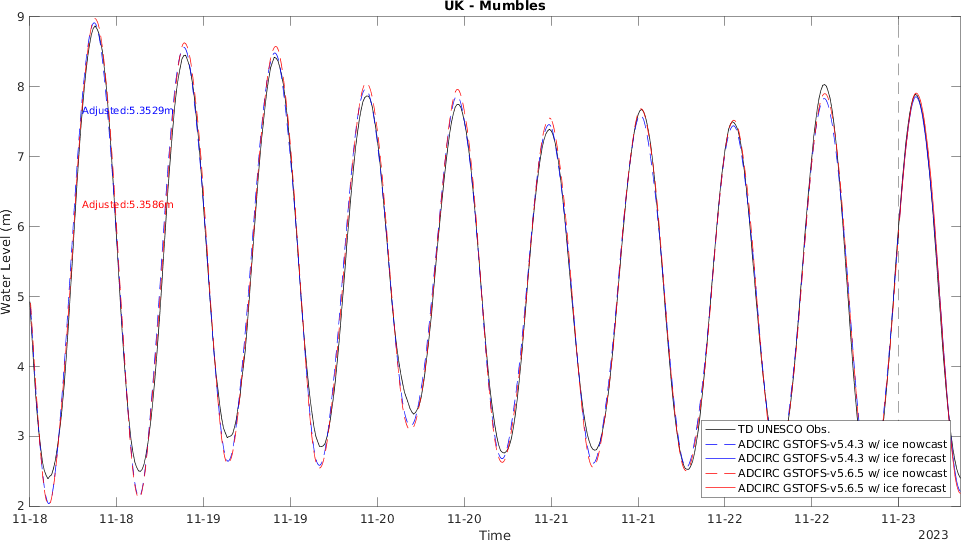 UK - Mumbles
9
8
7
6
5
4
3
2
Water Level (m)
Adjusted:5.3529m
Adjusted:5.3586m
TD UNESCO Obs.
ADCIRC GSTOFS-v5.4.3 w/ ice nowcast
ADCIRC GSTOFS-v5.4.3 w/ ice forecast
ADCIRC GSTOFS-v5.6.5 w/ ice nowcast
ADCIRC GSTOFS-v5.6.5 w/ ice forecast
11-18 11-18 11-19 11-19 11-20 11-20 11-21 11-21 11-22 11-22 11-23
Time
2023